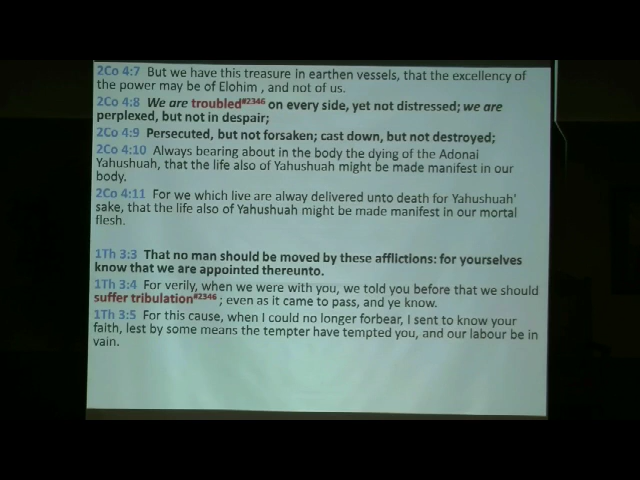 2Co 4:7 But we have this treasure in earthen vessels, that the excellency of
the power may be of Elohim , and not of us.
2Co 4:8 We are troubled#2346 on every side, yet not distressed; we are
perplexed, but not in despair;
2Co 4:9 Persecuted, but not forsaken; cast down, but not destroyed;
2Co 4:10 Always bearing about in the body the dying of the Adonai
Yahushuah, that the life also of Yahushuah might be made manifest in our
body.
2Co 4:11 For we which live are alway delivered unto death for Yahushuah'
sake, that the life also of Yahushuah might be made manifest in our mortal
flesh.
1Th 3:3 That no man should be moved by these afflictions: for yourselves
know that we are appointed thereunto.
1Th 3:4 For verily, when we were with you, we told you before that we should
suffer tribulation#2346 ; even as it came to pass, and ye know.
1Th 3:5 For this cause, when I could no longer forbear, I sent to know your
faith, lest by some means the tempter have tempted you, and our labour be in
vain.